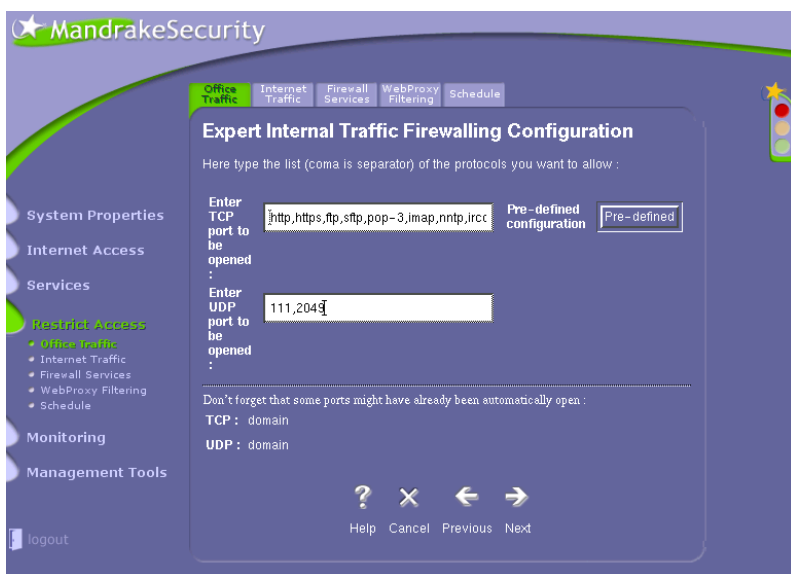 MandrakeSecurity
Office Traffic
Internet Traffic
Firewall Services
WebProxy Filtering
Schedule
Expert Internal Traffic Firewalling Configuration
Here type the list (coma is separator) of the protocols you want to allow :
Enter
TCP
port to
be
opened
:
http,https,ftp,sftp,pop-3,imap,nntp,ircc
Pre-defined
configuration
Pre-defined
Enter
UDP
port to
be
opened
:
111,2049
Don't forget that some ports might have already been automatically open :
TCP : domain
UDP : domain
Help Cancel Previous Next
System Properties
Internet Access
Services
Restrict Access
Office Traffic
Internet Traffic
Firewall Services
WebProxy Filtering
Schedule
Monitoring
Management Tools
logout